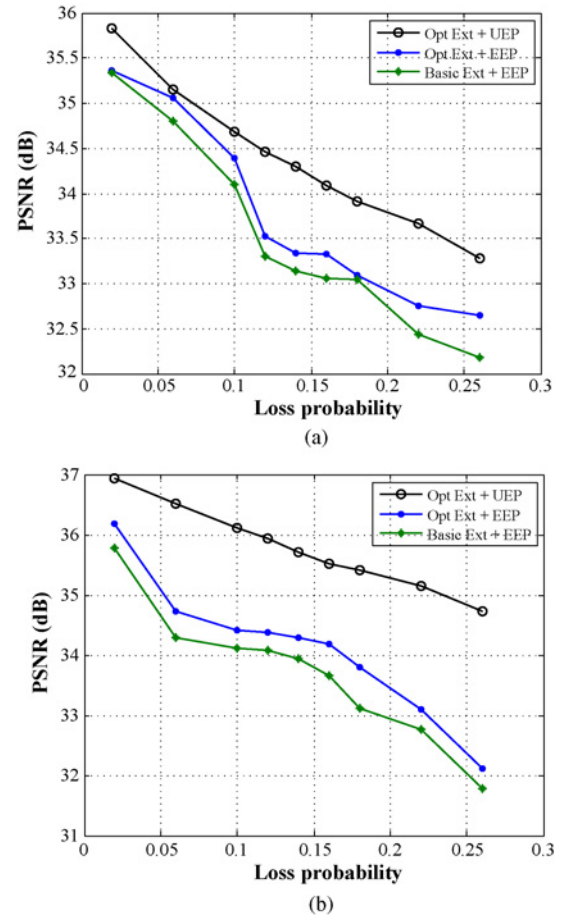 36
35.5
35
34.5
34
33.5
33
32.5
32
PSNR (dB)
Opt Ext + UEP
Opt Ext + EEP
Basic Ext + EEP
0 0.05 0.1 0.15 0.2 0.25 0.3
Loss probability
(a)
37
36
35
34
33
32
31
PSNR (dB)
Opt Ext + UEP
Opt Ext + EEP
Basic Ext + EEP
0 0.05 0.1 0.15 0.2 0.25 0.3
Loss probability
(b)